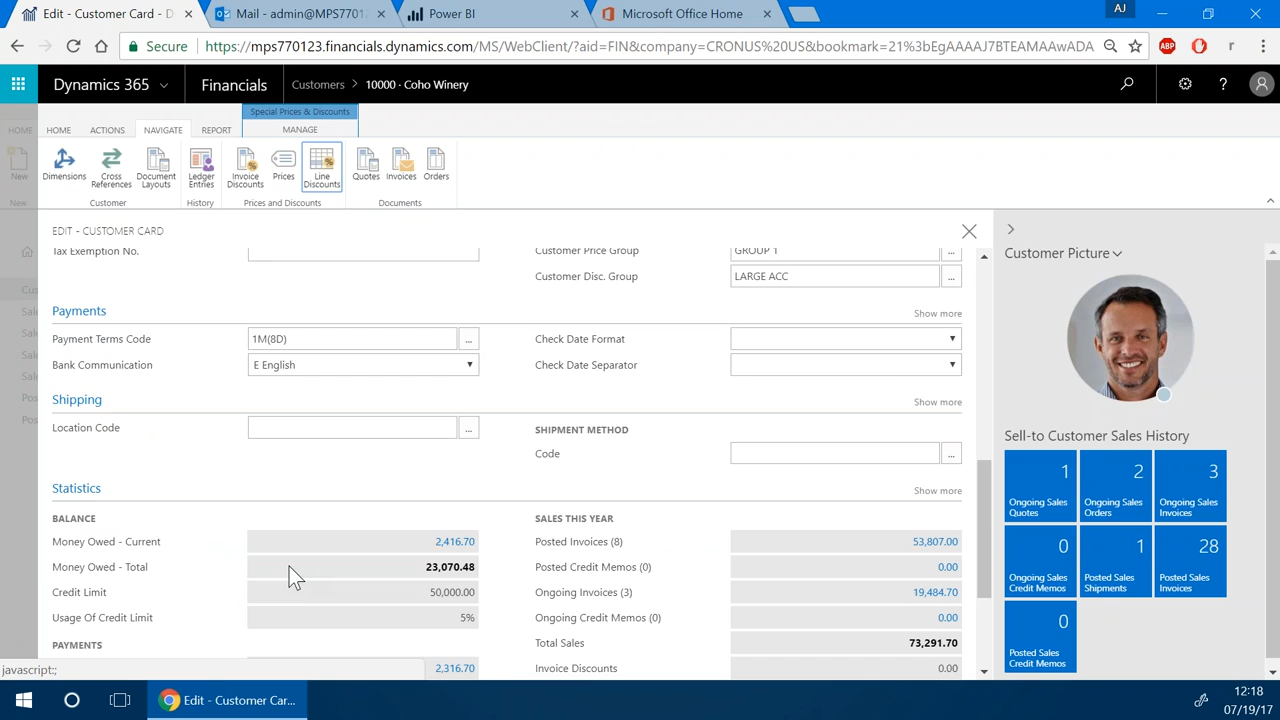 Edit - Customer Card - D
Mail - admin@MPS7701
Power BI
Microsoft Office Home
AJ
Secure
https://mps770123.financials.dynamics.com/MS/WebClient/?aid=FIN&company=CRONUS%20US&bookmark=21%3bEgAAAAJ7BTEAMAAwADA
ABP
r
Dynamics 365
Financials
Customers > 10000 · Coho Winery
?
Special Prices & Discounts
HOME
HOME
ACTIONS
NAVIGATE
REPORT
MANAGE
New
Dimensions
Cross References
Document Layouts
Ledger Entries
Invoice Discounts
Prices
Line Discounts
Quotes
Invoices
Orders
New
Customer
History
Prices and Discounts
Documents
EDIT - CUSTOMER CARD
Tax Exemption No.
Customer Price Group
GROUP 1
Customer Disc. Group
LARGE ACC
Payments
Show more
Payment Terms Code
1M(8D)
Check Date Format
Bank Communication
E English
Check Date Separator
Shipping
Show more
Location Code
SHIPMENT METHOD
Code
Statistics
Show more
BALANCE
SALES THIS YEAR
Money Owed - Current
2,416.70
Posted Invoices (8)
53,807.00
Money Owed - Total
23,070.48
Posted Credit Memos (0)
0.00
Credit Limit
50,000.00
Ongoing Invoices (3)
19,484.70
Usage Of Credit Limit
5%
Ongoing Credit Memos (0)
0.00
PAYMENTS
Total Sales
73,291.70
2,316.70
Invoice Discounts
0.00
Customer Picture
Sell-to Customer Sales History
1
Ongoing Sales Quotes
2
Ongoing Sales Orders
3
Ongoing Sales Invoices
0
Ongoing Sales Credit Memos
1
Posted Sales Shipments
28
Posted Sales Invoices
0
Posted Sales Credit Memos
javascript:;
Edit - Customer Car...
12:18
07/19/17